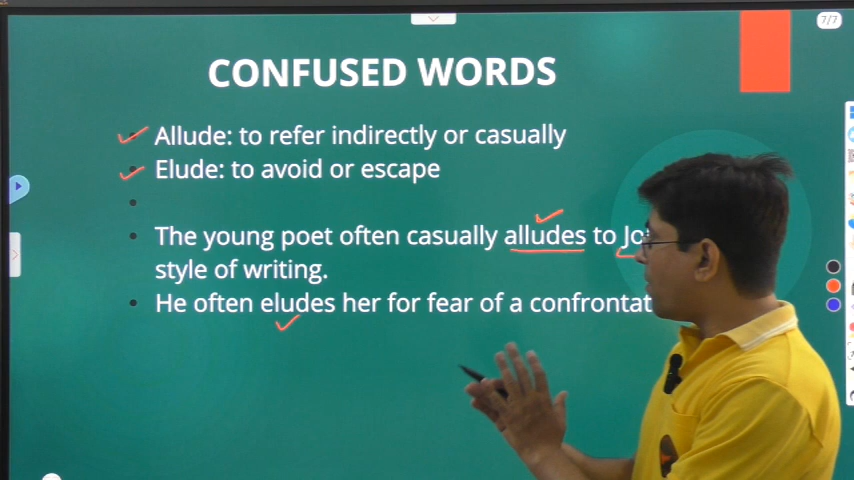 7/7
CONFUSED WORDS
Allude: to refer indirectly or casually
Elude: to avoid or escape
The young poet often casually alludes to
style of writing.
He often eludes her for fear of a